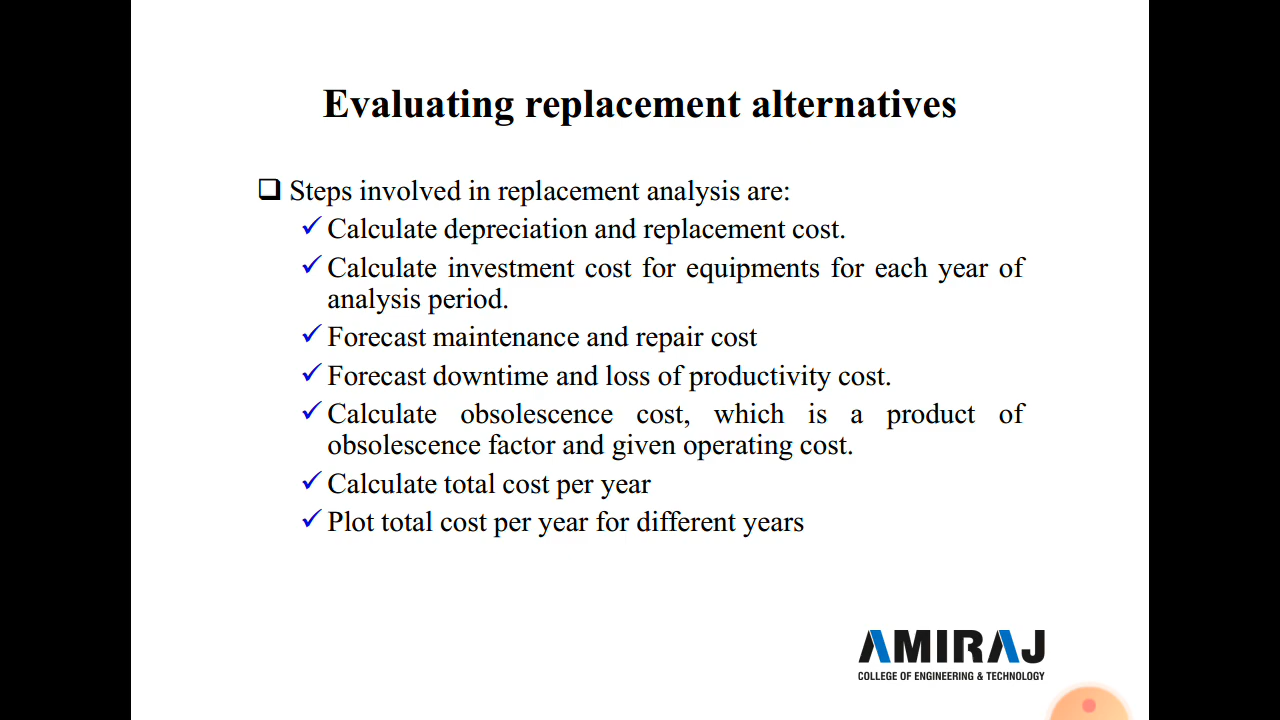 Evaluating replacement alternatives
Steps involved in replacement analysis are:
Calculate depreciation and replacement cost.
Calculate investment cost for equipments for each year of
analysis period.
Forecast maintenance and repair cost
Forecast downtime and loss of productivity cost.
Calculate obsolescence cost, which is a product of
obsolescence factor and given operating cost.
Calculate total cost per year
Plot total cost per year for different years
AMIRAJ
COLLEGE OF ENGINEERING & TECHNOLOGY